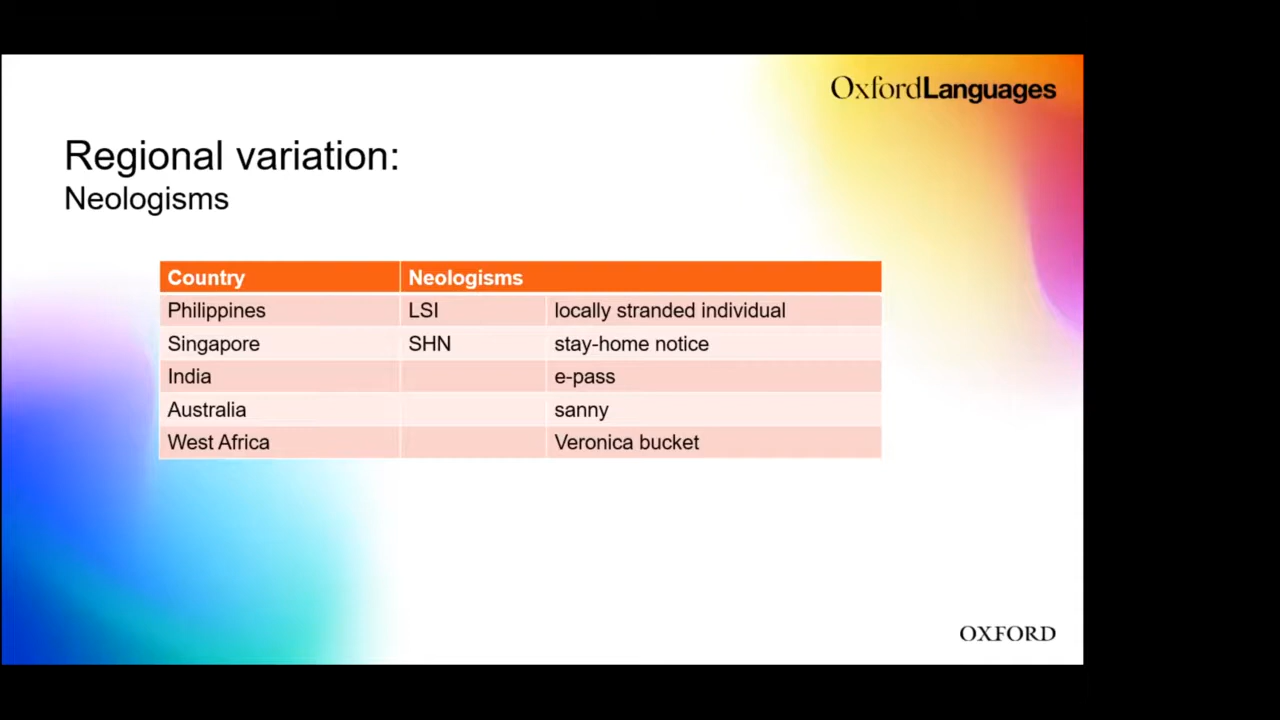 OxfordLanguages
Regional variation:
Neologisms
Country Neologisms
Philippines LSI locally stranded individual
Singapore SHN stay-home notice
India e-pass
Australia sanny
West Africa Veronica bucket
OXFORD